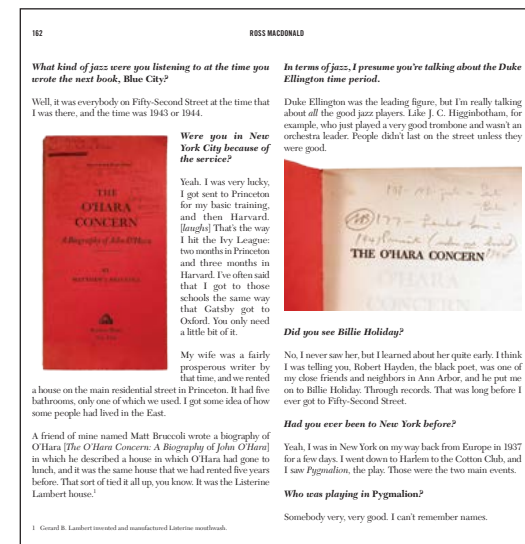 162
ROSS MACDONALD
What kind of jazz were you listening to at the time you
wrote the next book, Blue City?
Well, it was everybody on Fifty-Second Street at the time that
I was there, and the time was 1943 or 1944.
Were you in New
York City because of
the service?
Yeah. I was very lucky,
I got sent to Princeton
for my basic training,
and then Harvard.
[laughs] That's the way
I hit the Ivy League:
two months in Princeton
and three months in
Harvard. I've often said
that I got to those
schools the same way
that Gatsby got to
Oxford. You only need
a little bit of it.
My wife was a fairly
prosperous writer by
that time, and we rented
a house on the main residential street in Princeton. It had five
bathrooms, only one of which we used. I got some idea of how
some people had lived in the East.
A friend of mine named Matt Bruccoli wrote a biography of
O'Hara [The O'Hara Concern: A Biography of John O'Hara]
in which he described a house in which O'Hara had gone to
lunch, and it was the same house that we had rented five years
before. That sort of tied it all up, you know. It was the Listerine
Lambert house.1
THE
O'HARA
CONCERN
A Biography of John O'Hara
BY
1 Gerard B. Lambert invented and manufactured Listerine mouthwash.
In terms of jazz, I presume you're talking about the Duke
Ellington time period.
Duke Ellington was the leading figure, but I'm really talking
about all the good jazz players. Like J. C. Higginbotham, for
example, who just played a very good trombone and wasn't an
orchestra leader. People didn't last on the street unless they
were good.
THE O'HARA CONCERN
Did you see Billie Holiday?
No, I never saw her, but I learned about her quite early. I think
I was telling you, Robert Hayden, the black poet, was one of
my close friends and neighbors in Ann Arbor, and he put me
on to Billie Holiday. Through records. That was long before I
ever got to Fifty-Second Street.
Had you ever been to New York before?
Yeah, I was in New York on my way back from Europe in 1937
for a few days. I went down to Harlem to the Cotton Club, and
I saw Pygmalion, the play. Those were the two main events.
Who was playing in Pygmalion?
Somebody very, very good. I can't remember names.